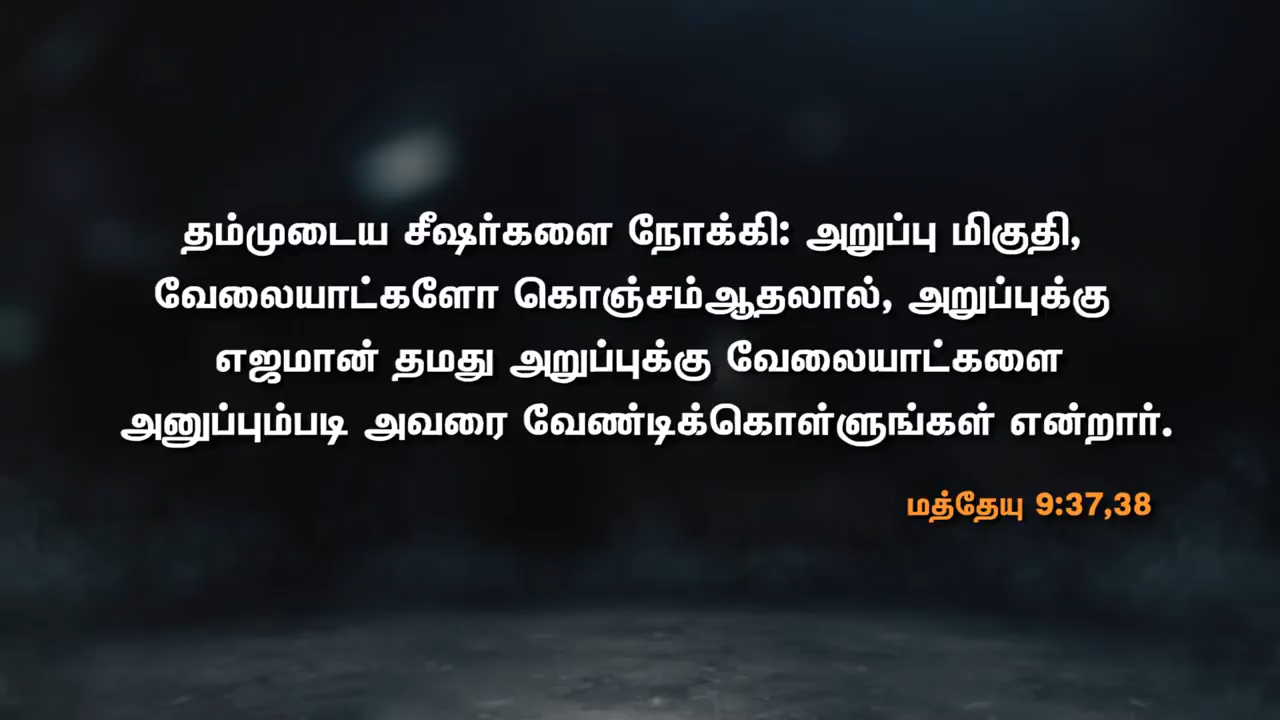 தம்முடைய சீஷர்களை நோக்கி: அறுப்பு மிகுதி,
வேலையாட்களோ கொஞ்சம்ஆதலால், அறுப்புக்கு
எஜமான் தமது அறுப்புக்கு வேலையாட்களை
அனுப்பும்படி அவரை வேண்டிக்கொள்ளுங்கள் என்றார்.
மத்தேயு 9:37,38